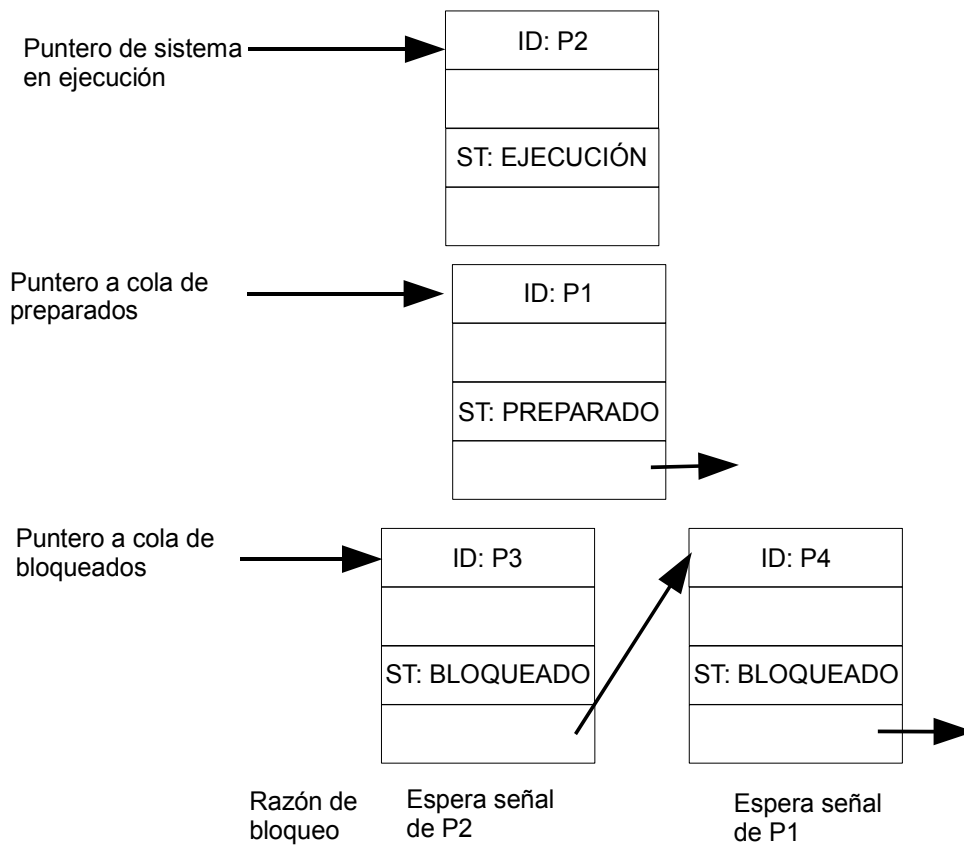 Puntero de sistema
en ejecución
ID: P2
ST: EJECUCIÓN
Puntero a cola de
preparados
ID: P1
ST: PREPARADO
Puntero a cola de
bloqueados
ID: P3
ID: P4
ST: BLOQUEADO
ST: BLOQUEADO
Razón de
bloqueo
Espera señal
de P2
Espera señal
de P1